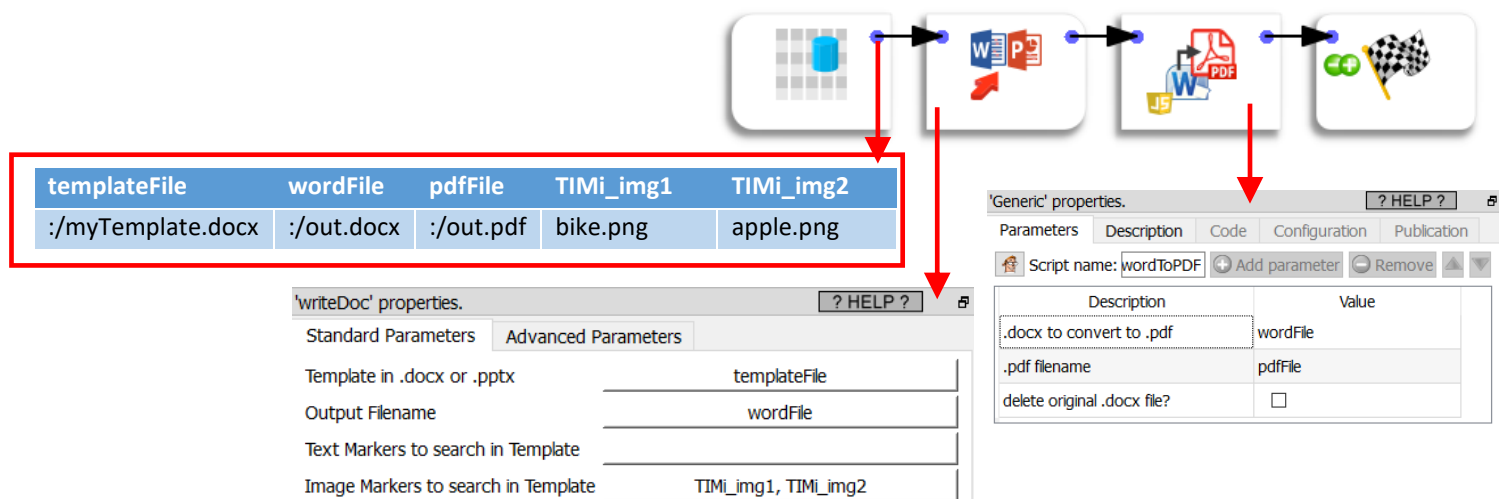 W P
PDF
W
JS
templateFile wordFile pdfFile TIMi_img1 TIMi_img2
:/myTemplate.docx :/out.docx :/out.pdf bike.png apple.png
'writeDoc' properties. ? HELP ?
Standard Parameters Advanced Parameters
Template in .docx or .pptx templateFile
Output Filename wordFile
Text Markers to search in Template
Image Markers to search in Template TIMi_img1, TIMi_img2
'Generic' properties. ? HELP ?
Parameters Description Code Configuration Publication
Script name: wordToPDF Add parameter Remove
Description Value
.docx to convert to .pdf wordFile
.pdf filename pdfFile
delete original .docx file?